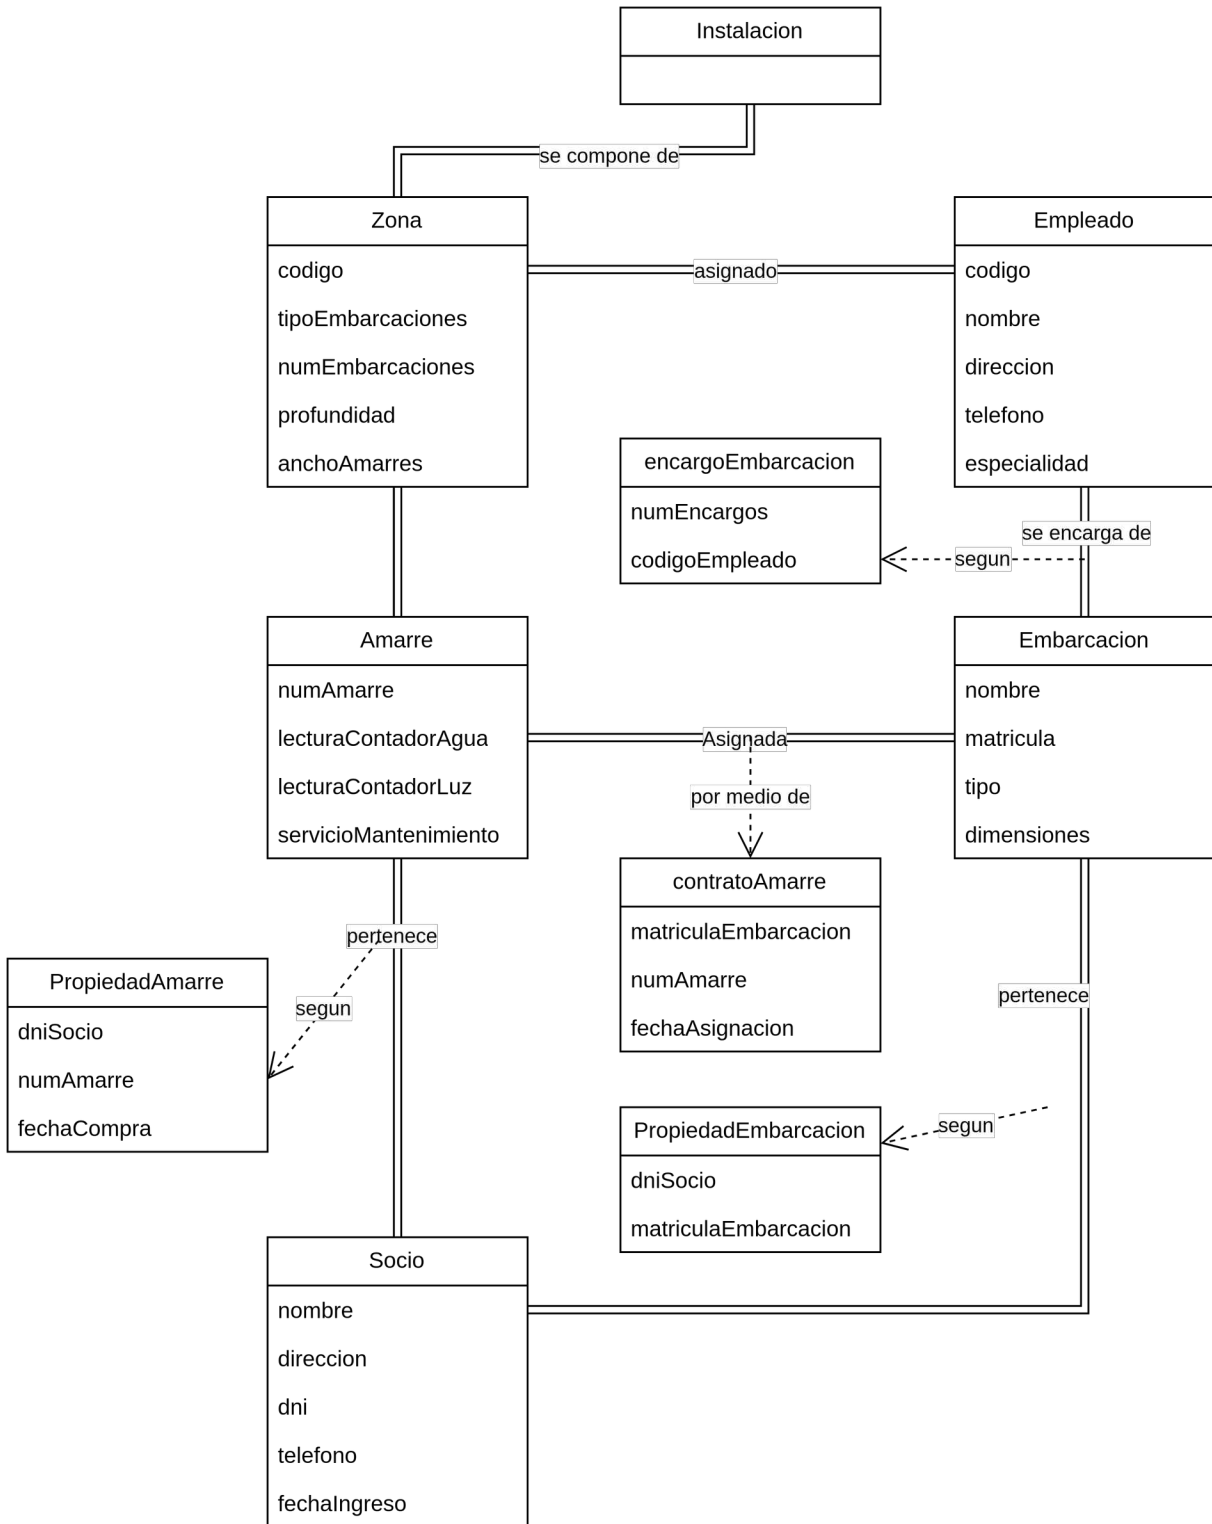 Instalacion
se compone de
Zona
codigo
tipoEmbarcaciones
numEmbarcaciones
profundidad
anchoAmarres
asignado
Empleado
codigo
nombre
direccion
telefono
especialidad
encargoEmbarcacion
numEncargos
codigoEmpleado
se encarga de
segun
Amarre
numAmarre
lecturaContadorAgua
lecturaContadorLuz
servicioMantenimiento
Asignada
por medio de
Embarcacion
nombre
matricula
tipo
dimensiones
contratoAmarre
matriculaEmbarcacion
numAmarre
fechaAsignacion
pertenece
segun
PropiedadAmarre
dniSocio
numAmarre
fechaCompra
pertenece
segun
PropiedadEmbarcacion
dniSocio
matriculaEmbarcacion
Socio
nombre
direccion
dni
telefono
fechaIngreso